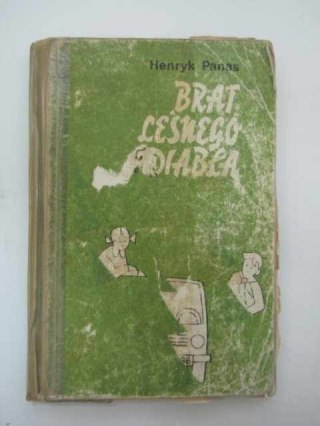 Henryk Panas
BRAT
LEŚNEGO
DIABŁA